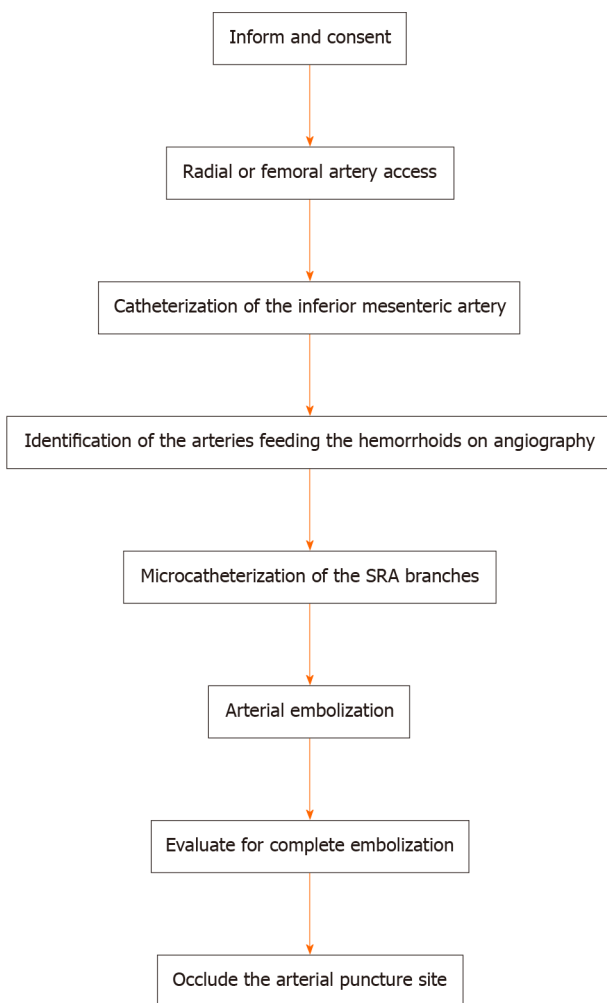 Inform and consent
Radial or femoral artery access
Catheterization of the inferior mesenteric artery
Identification of the arteries feeding the hemorrhoids on angiography
Microcatheterization of the SRA branches
Arterial embolization
Evaluate for complete embolization
Occlude the arterial puncture site